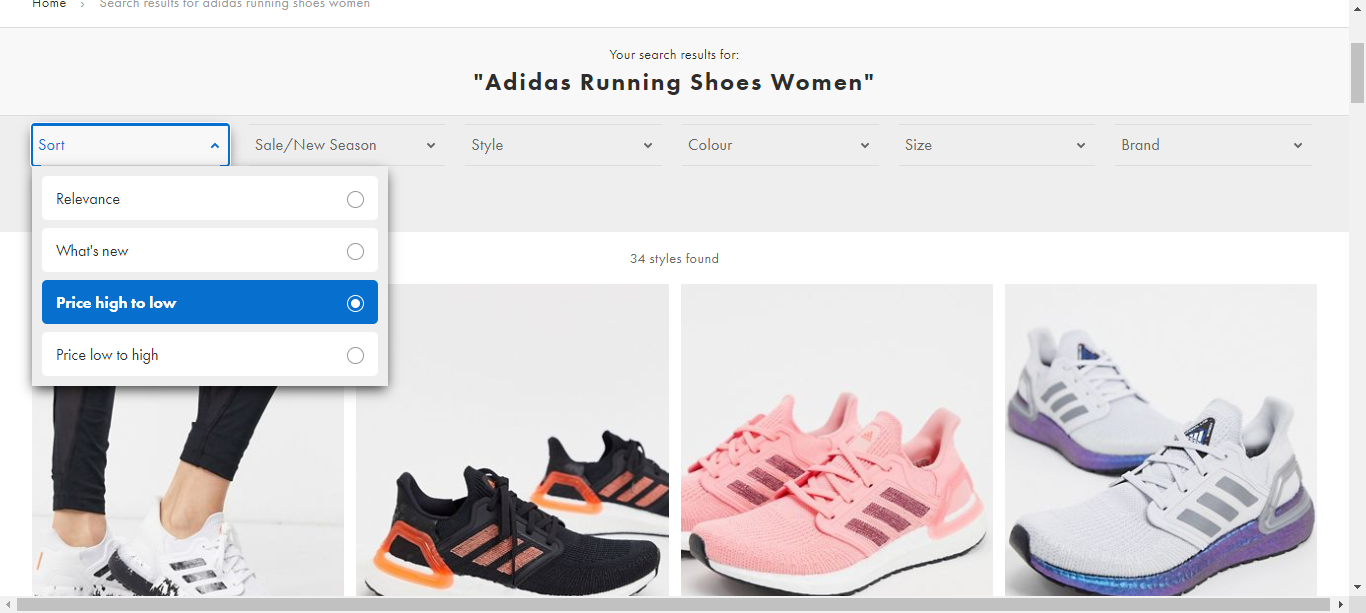 Home › Search results for adidas running shoes women
Your search results for:
"Adidas Running Shoes Women"
Sort
Sale/New Season
Style
Colour
Size
Brand
Relevance
What's new
Price high to low
Price low to high
34 styles found